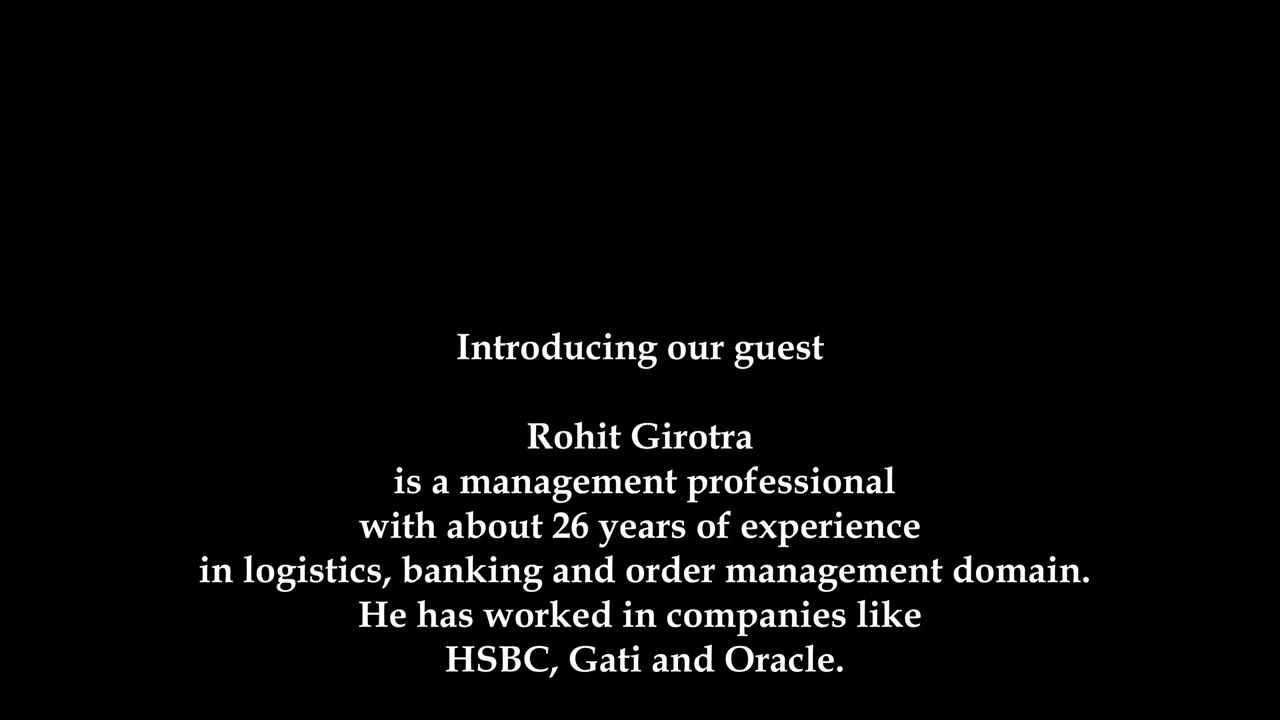 Introducing our guest
Rohit Girotra
is a management professional
with about 26 years of experience
in logistics, banking and order management domain.
He has worked in companies like
HSBC, Gati and Oracle.